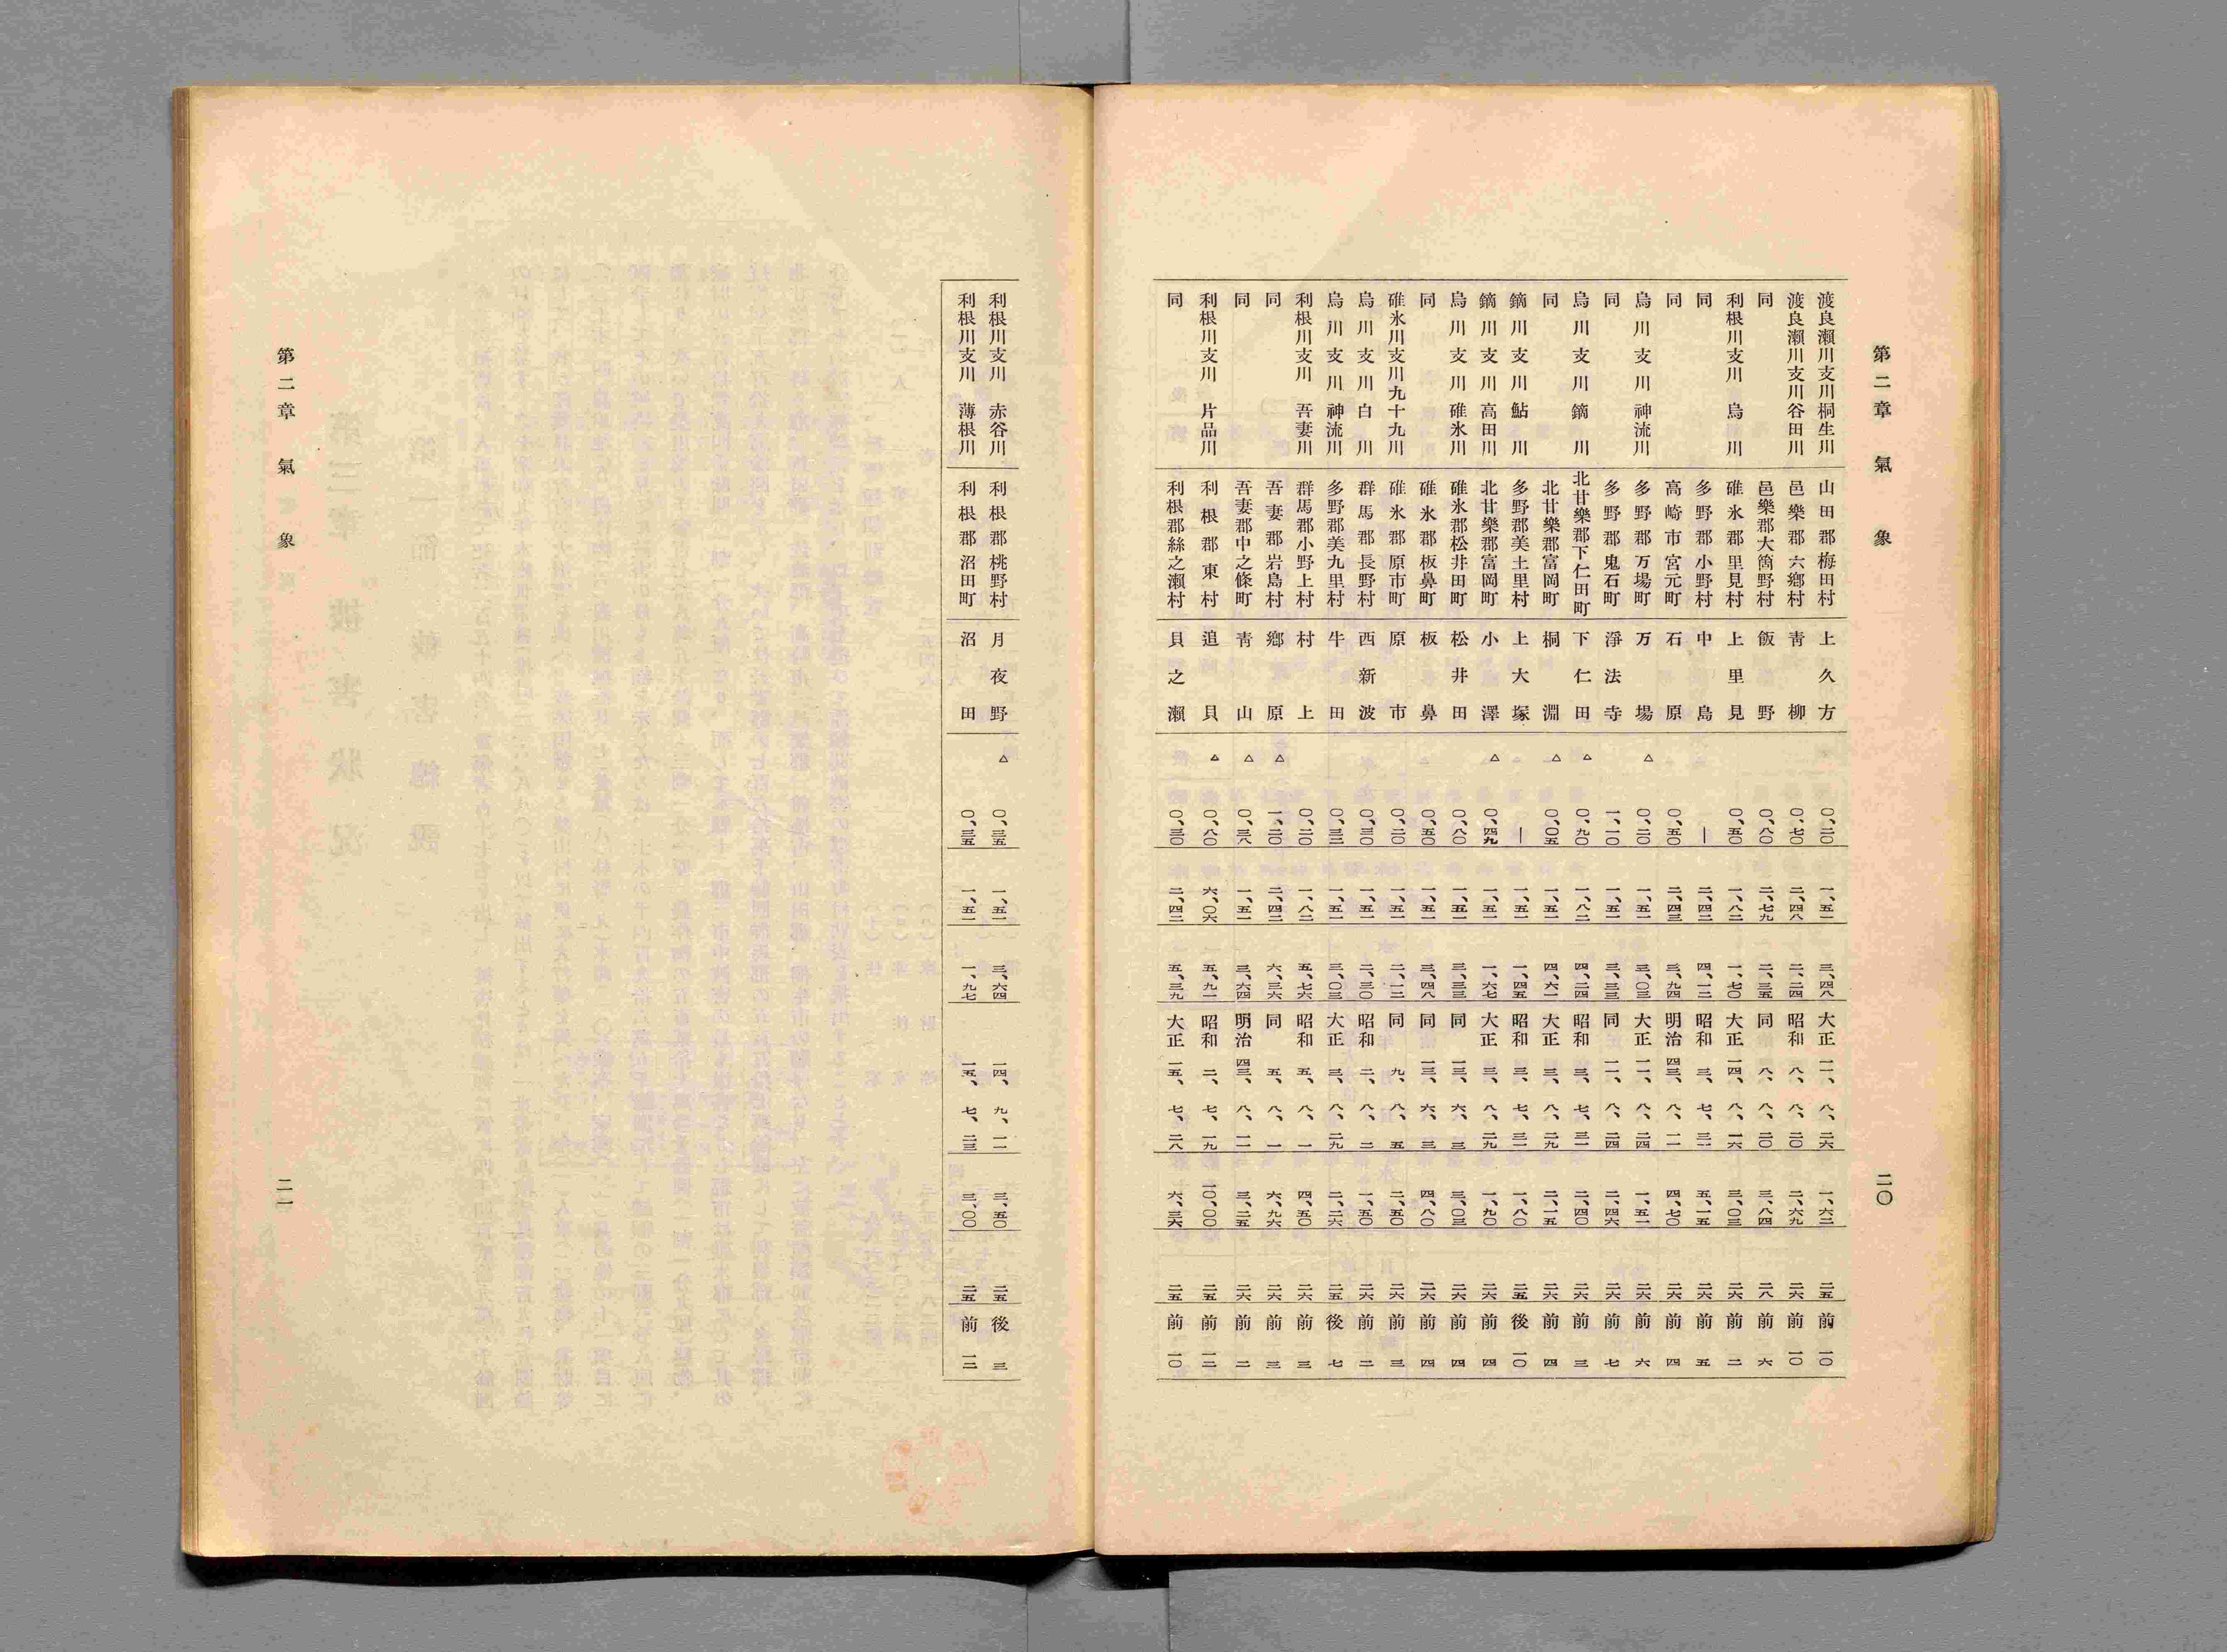 第二章　氣象
二〇
渡良瀨川支川桐生川　山田郡梅田村　上久方　〇、二〇　一、五一　三、四八　大正一一、八、二六　一、六二　二五前一〇
渡良瀨川支川谷田川　邑樂郡六鄕村　靑柳　〇、七〇　二、四八　二、二四　昭和八、八、二〇　二、六九　二六前一〇
同　邑樂郡大箇野村　飯野　〇、八〇　二、七九　二、三五　同八、八、二〇　三、八四　二八前六
利根川支川烏川　碓氷郡里見村　上里見　〇、五〇　一、八二　一、七〇　大正一四、八、一六　三、〇三　二六前二
同　多野郡小野村　中島　―　二、四二　四、一二　昭和三、七、三一　五、一五　二六前五
同　高崎市宮元町　石原　〇、五〇　二、四三　三、九四　明治四三、八、一一　四、七〇　二六前四
烏川支川神流川　多野郡万場町　万場　△〇、二〇　一、五一　三、〇三　大正一一、八、二四　一、五一　二六前六
同　多野郡鬼石町　淨法寺　一、一〇　一、五一　三、三三　同一一、八、二四　二、四六　二六前七
烏川支川鏑川　北甘樂郡下仁田町　下仁田　△〇、九〇　一、八二　四、二四　昭和三、七、三一　二、四〇　二六前三
同　北甘樂郡富岡町　桐淵　△〇、〇五　一、五一　四、六一　大正三、八、二九　二、一五　二六前四
鏑川支川鮎川　多野郡美土里村　上大塚　―　一、五一　一、四五　昭和三、七、三一　一、八〇　二五後一〇
鏑川支川高田川　北甘樂郡富岡町　小澤　△〇、四九　一、五一　一、六七　大正三、八、二九　一、九〇　二六前四
烏川支川碓氷川　碓氷郡松井田町　松井田　〇、八〇　一、五一　三、三三　同一三、六、三　三、〇三　二六前四
同　碓氷郡板鼻町　板鼻　〇、五〇　一、五一　三、四八　同一三、六、三　四、八〇　二六前四
碓氷川支川九十九川　碓氷郡原市町　原市　〇、二〇　一、五一　二、一二　同九、八、五　二、五〇　二六前三
烏川支川白川　群馬郡長野村　西新波　〇、三〇　一、五一　二、三〇　昭和二、八、二　一、五〇　二六前二
烏川支川神流川　多野郡美九里村　牛田　〇、三二　一、五一　三、〇三　大正三、八、二九　二、二六　二五後七
利根川支川吾妻川　群馬郡小野上村　村上　〇、二〇　一、八二　五、七六　昭和五、八、一　四、五〇　二六前三
同　吾妻郡岩島村　鄕原　△一、二〇　二、四二　六、三六　同五、八、一　六、九六　二六前三
同　吾妻郡中之條町　靑山　△〇、三八　一、五一　三、六四　明治四三、八、一一　三、二五　二六前二
利根川支川片品川　利根郡東村　追貝　△〇、八〇　六、〇六　五、九一　昭和二、七、一九　一〇、〇〇　二五前一二
同　利根郡絲之瀨村　貝之瀨　〇、三〇　二、四二　五、三九　大正一五、七、二八　六、三六　二五前一〇
利根川支川赤谷川　利根郡桃野村　月夜野　△〇、三五　一、五一　三、六四　一四、九、一一　三、五〇　二五後三
利根川支川薄根川　利根郡沼田町　沼田　〇、三五　一、五一　一、九七　一五、七、二三　三、〇〇　二五前一二
第二章　氣象
二一